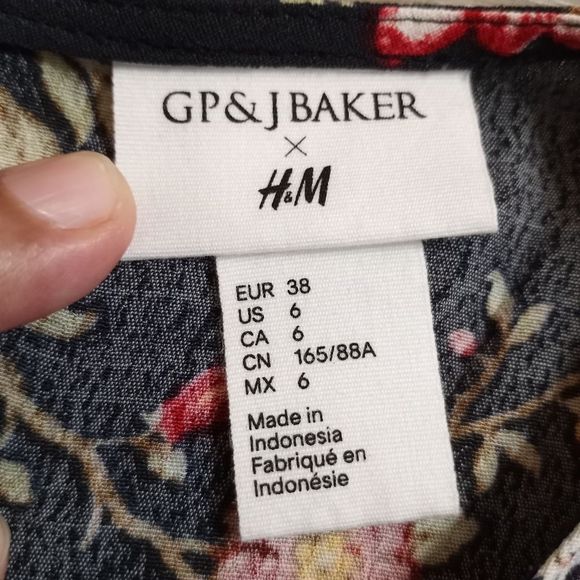 GP&J BAKER
×
H&M
EUR 38
US 6
CA 6
CN 165/88A
MX 6
Made in
Indonesia
Fabriqué en
Indonésie